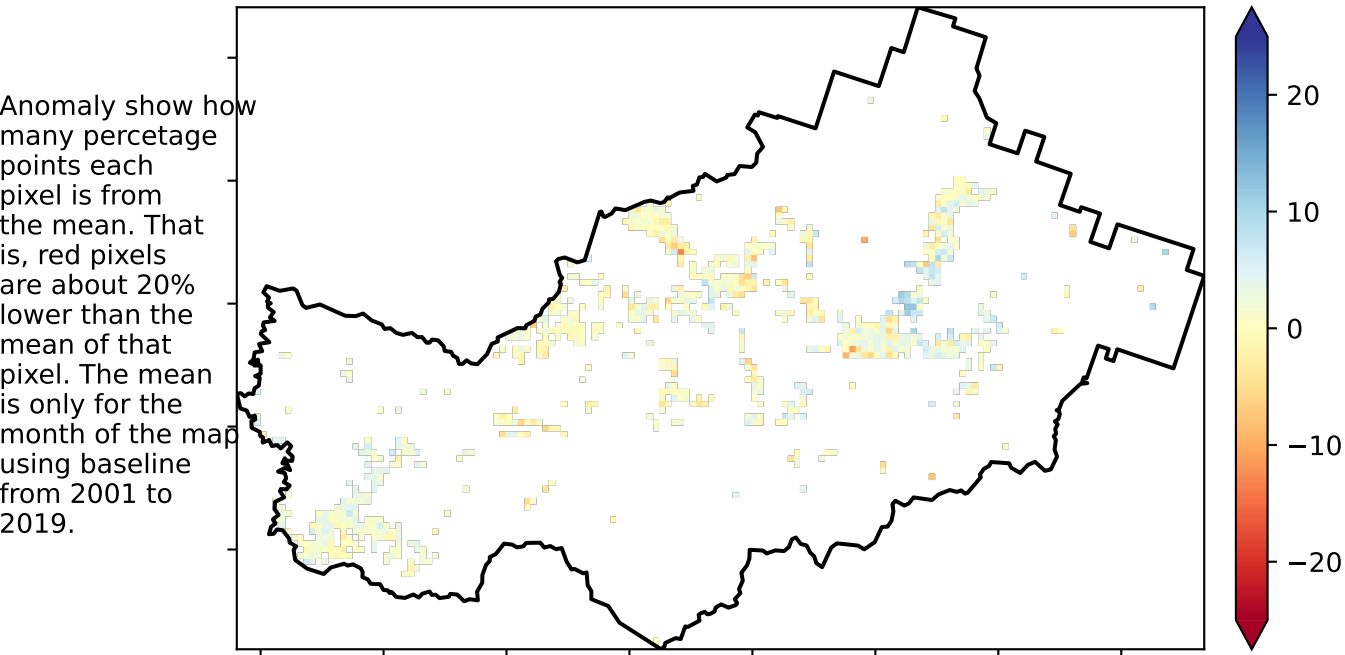 Anomaly show how
many percetage
points each
pixel is from
the mean. That
is, red pixels
are about 20%
lower than the
mean of that
pixel. The mean
is only for the
month of the map
using baseline
from 2001 to
2019.
20
10
0
−10
−20